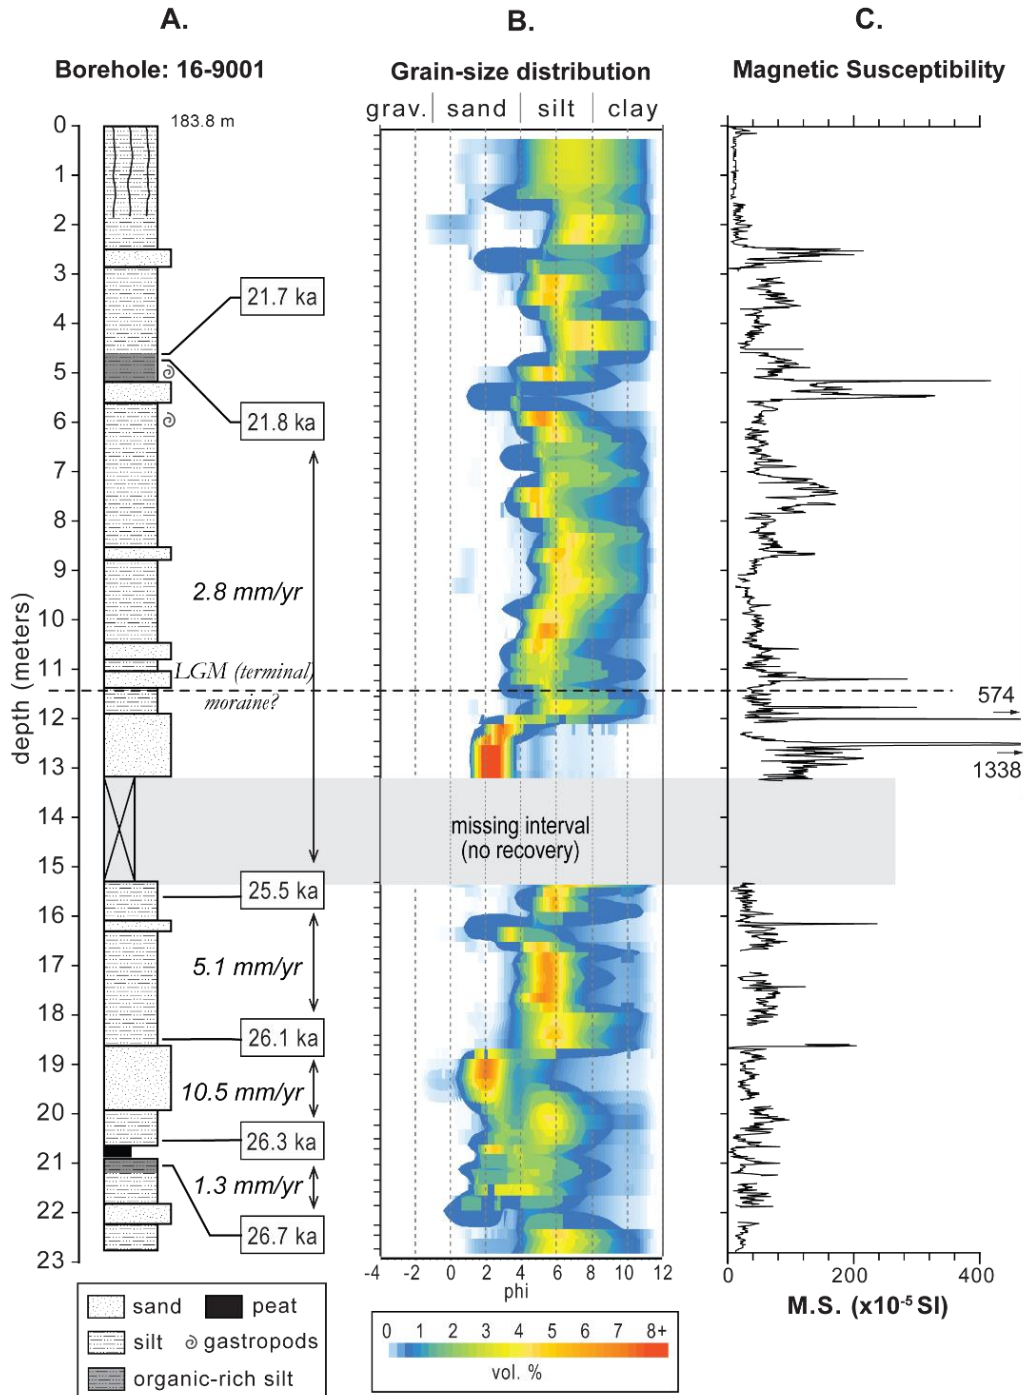 A.
B.
C.
Borehole: 16-9001
Grain-size distribution
Magnetic Susceptibility
grav. sand silt clay
183.8 m
0
1
2
3
4
5
6
7
8
9
10
11
12
13
14
15
16
17
18
19
20
21
22
23
depth (meters)
21.7 ka
21.8 ka
2.8 mm/yr
LGM (terminal)
moraine?
25.5 ka
5.1 mm/yr
26.1 ka
10.5 mm/yr
26.3 ka
1.3 mm/yr
26.7 ka
missing interval
(no recovery)
574
1338
-4 -2 0 2 4 6 8 10 12
phi
0 200 400
M.S. (x10⁻⁵ SI)
sand peat
silt gastropods
organic-rich silt
0 1 2 3 4 5 6 7 8+
vol. %